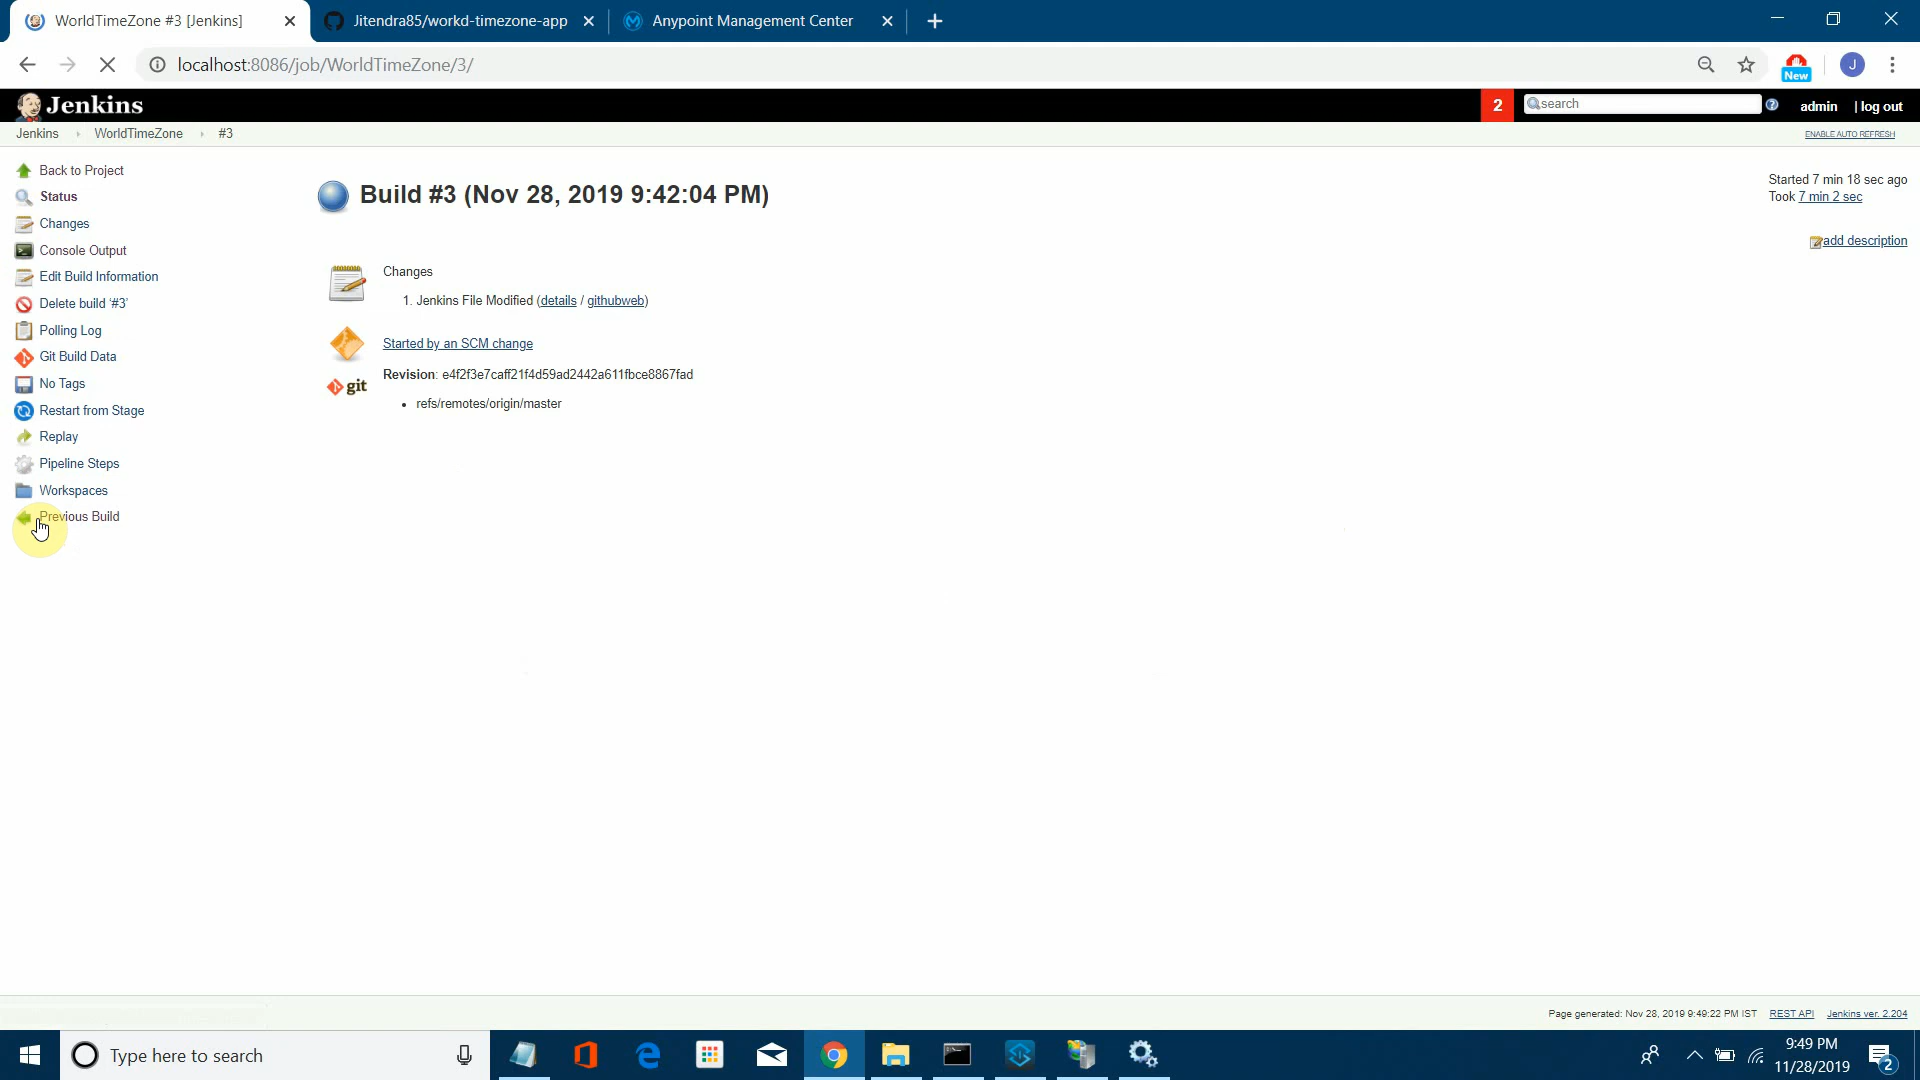 WorldTimeZone #3 [Jenkins]
Jitendra85/workd-timezone-app
Anypoint Management Center
localhost:8086/job/WorldTimeZone/3/
New
J
Jenkins
2
search
admin
| log out
Jenkins
WorldTimeZone
#3
ENABLE AUTO REFRESH
Back to Project
Status
Changes
Console Output
Edit Build Information
Delete build '#3'
Polling Log
Git Build Data
No Tags
Restart from Stage
Replay
Pipeline Steps
Workspaces
Previous Build
Build #3 (Nov 28, 2019 9:42:04 PM)
Started 7 min 18 sec ago
Took 7 min 2 sec
add description
Changes
1. Jenkins File Modified (details / githubweb)
Started by an SCM change
git
Revision: e4f2f3e7caff21f4d59ad2442a611fbce8867fad
refs/remotes/origin/master
Page generated: Nov 28, 2019 9:49:22 PM IST
REST API
Jenkins ver. 2.204
Type here to search
9:49 PM
11/28/2019
2